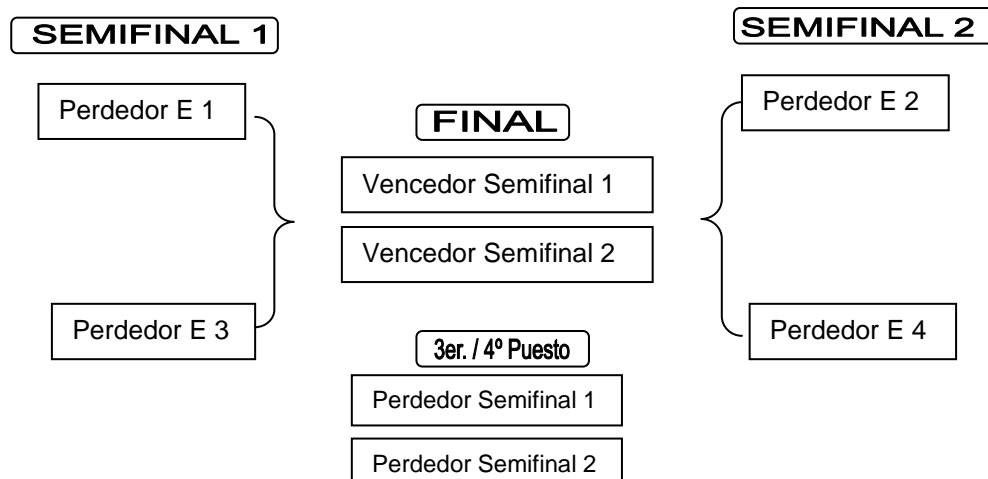 SEMIFINAL 1
SEMIFINAL 2
Perdedor E 1
Perdedor E 2
FINAL
Vencedor Semifinal 1
Vencedor Semifinal 2
Perdedor E 3
Perdedor E 4
3er. / 4º Puesto
Perdedor Semifinal 1
Perdedor Semifinal 2